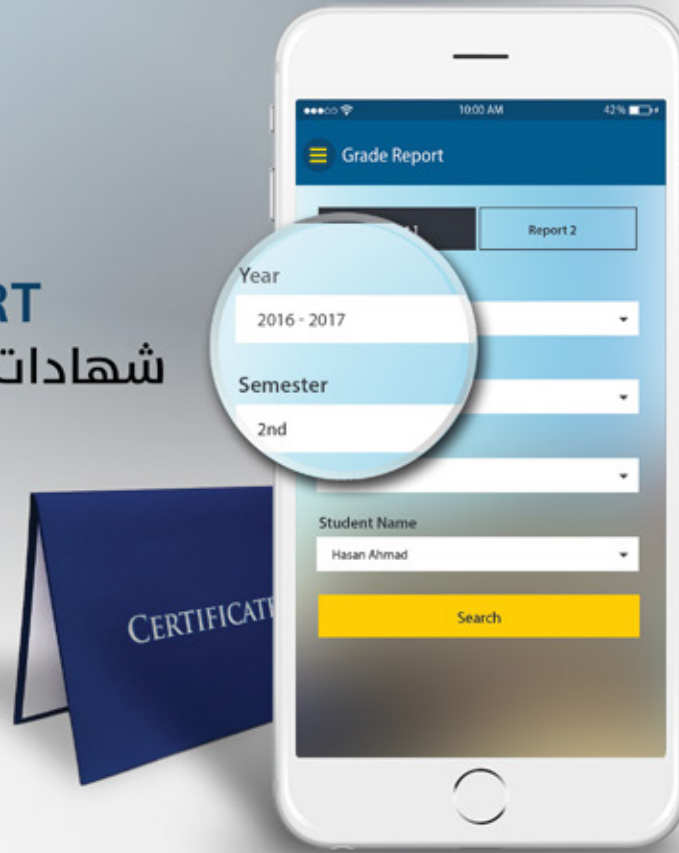 10:00 AM
42%
Grade Report
Report 2
Year
2016 - 2017
Semester
2nd
Student Name
Hasan Ahmad
Search
RT
شهادات
CERTIFICATE